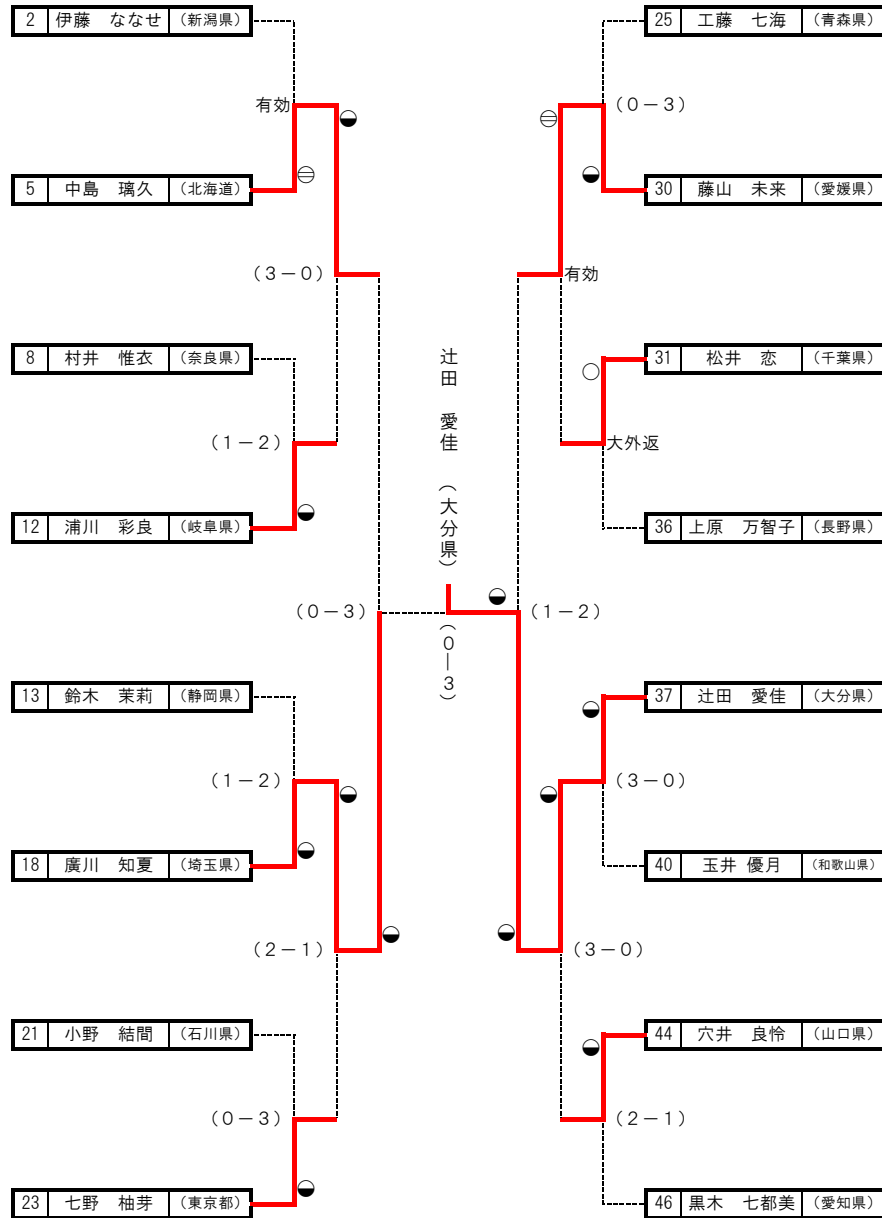 2 伊藤 ななせ （新潟県）
有効
5 中島 璃久 （北海道）
（３－０）
8 村井 惟衣 （奈良県）
（１－２）
12 浦川 彩良 （岐阜県）
（０－３）
13 鈴木 茉莉 （静岡県）
（１－２）
18 廣川 知夏 （埼玉県）
（２－１）
21 小野 結間 （石川県）
（０－３）
23 七野 柚芽 （東京都）
辻田 愛佳 （大分県）
（０―３）
25 工藤 七海 （青森県）
（０－３）
30 藤山 未来 （愛媛県）
有効
31 松井 恋 （千葉県）
大外返
36 上原 万智子 （長野県）
（１－２）
37 辻田 愛佳 （大分県）
（３－０）
40 玉井 優月 （和歌山県）
（３－０）
44 穴井 良怜 （山口県）
（２－１）
46 黒木 七都美 （愛知県）